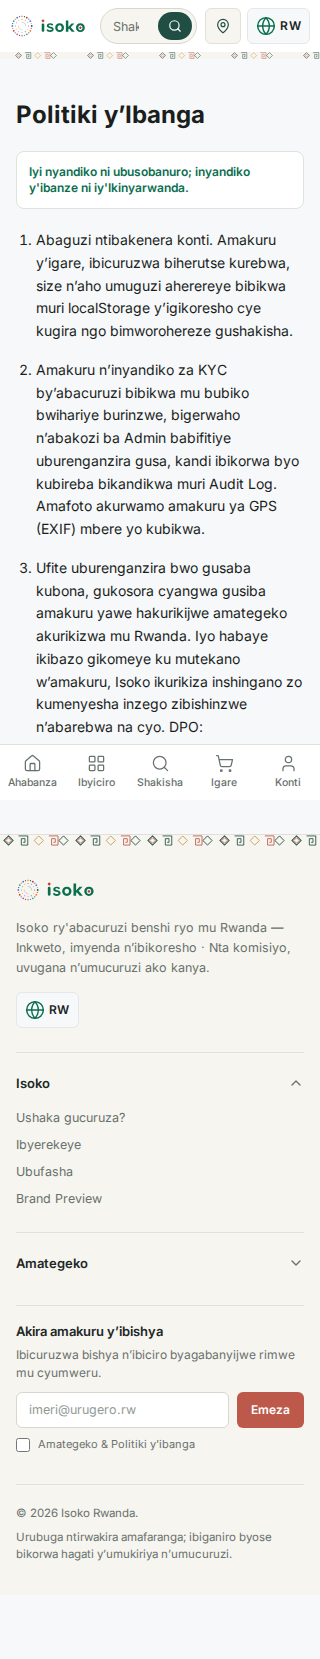 isoko
Shak
RW
Politiki y’Ibanga
Iyi nyandiko ni ubusobanuro; inyandiko
y'ibanze ni iy'Ikinyarwanda.
1. Abaguzi ntibakenera konti. Amakuru
y’igare, ibicuruzwa biherutse kurebwa,
size n’aho umuguzi aherereye bibikwa
muri localStorage y’igikoresho cye
kugira ngo bimworohereze gushakisha.
2. Amakuru n’inyandiko za KYC
by’abacuruzi bibikwa mu bubiko
bwihariye burinzwe, bigerwaho
n’abakozi ba Admin babifitiye
uburenganzira gusa, kandi ibikorwa byo
kubireba bikandikwa muri Audit Log.
Amafoto akurwamo amakuru ya GPS
(EXIF) mbere yo kubikwa.
3. Ufite uburenganzira bwo gusaba
kubona, gukosora cyangwa gusiba
amakuru yawe hakurikijwe amategeko
akurikizwa mu Rwanda. Iyo habaye
ikibazo gikomeye ku mutekano
w’amakuru, Isoko ikurikiza inshingano zo
kumenyesha inzego zibishinzwe
n’abarebwa na cyo. DPO:
Ahabanza
Ibyiciro
Shakisha
Igare
Konti
isoko
Isoko ry'abacuruzi benshi ryo mu Rwanda —
Inkweto, imyenda n’ibikoresho · Nta komisiyo,
uvugana n’umucuruzi ako kanya.
RW
Isoko
Ushaka gucuruza?
Ibyerekeye
Ubufasha
Brand Preview
Amategeko
Akira amakuru y’ibishya
Ibicuruzwa bishya n’ibiciro byagabanyijwe rimwe
mu cyumweru.
imeri@urugero.rw
Emeza
Amategeko & Politiki y'ibanga
© 2026 Isoko Rwanda.
Urubuga ntirwakira amafaranga; ibiganiro byose
bikorwa hagati y’umukiriya n’umucuruzi.